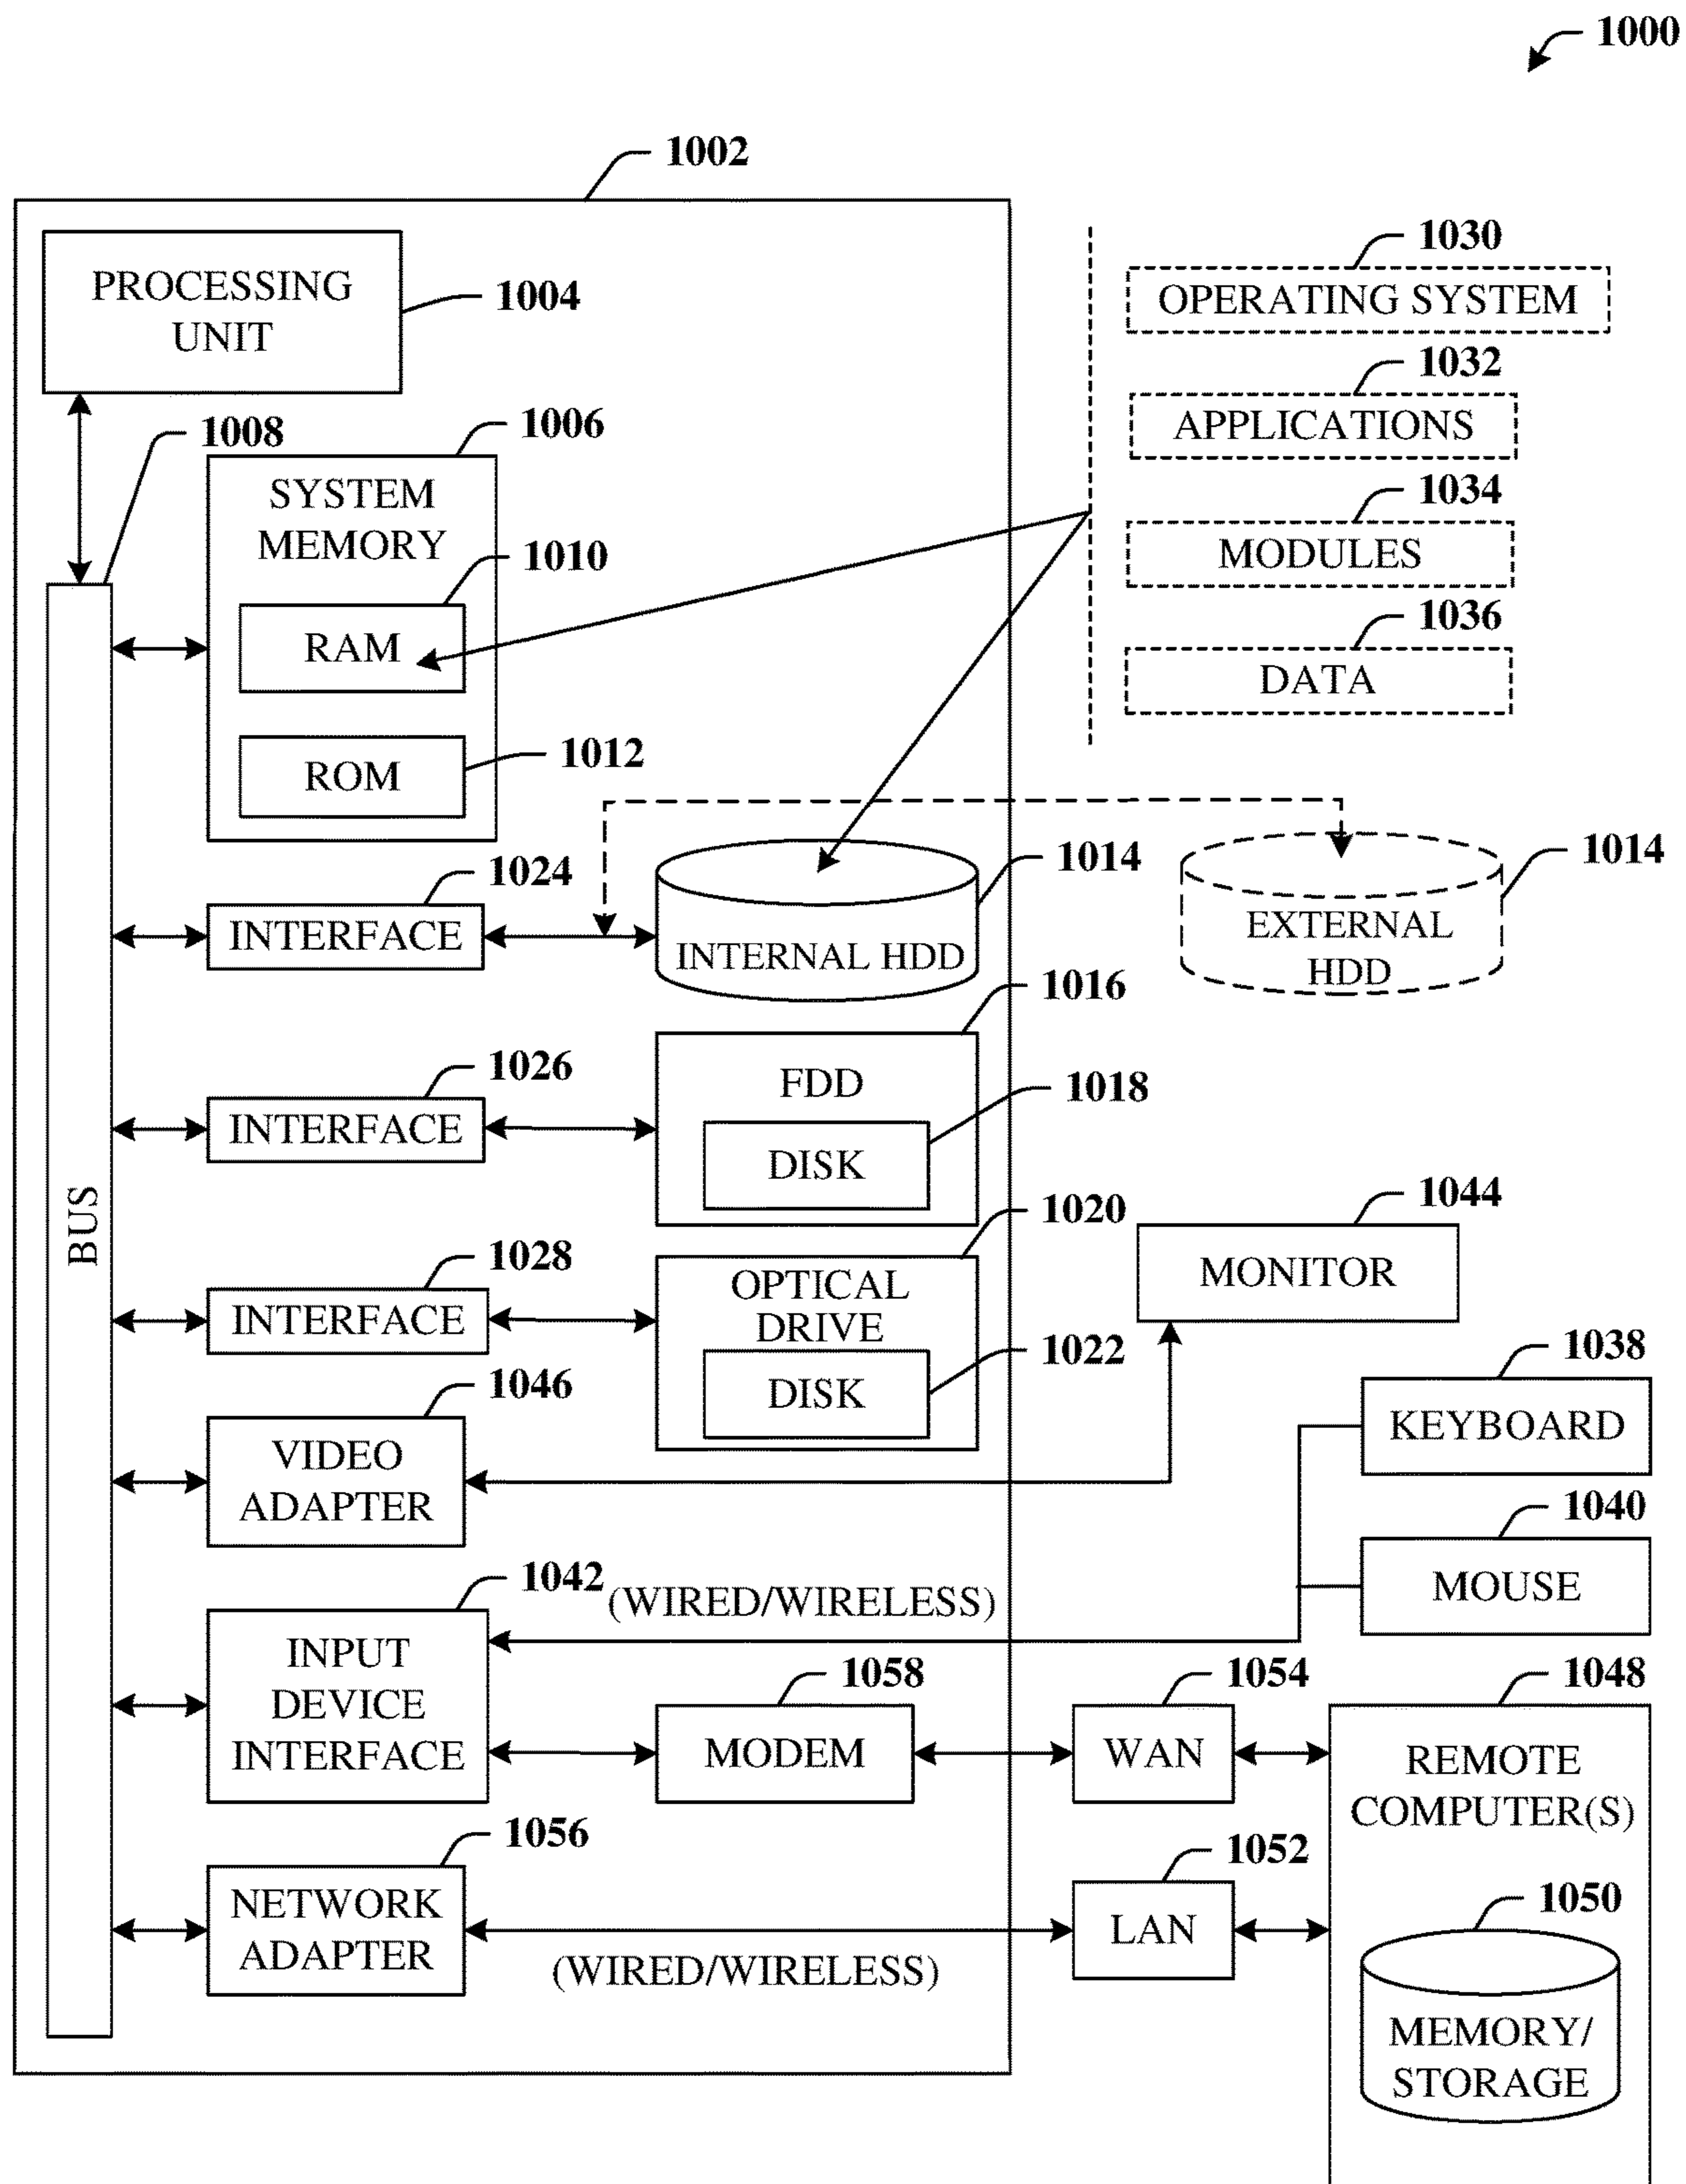 1000
1002
PROCESSING
UNIT
1004
1030
OPERATING SYSTEM
1032
APPLICATIONS
1034
MODULES
1036
DATA
1008
1006
SYSTEM
MEMORY
1010
RAM
1012
ROM
1024
INTERFACE
1014
INTERNAL HDD
1014
EXTERNAL
HDD
1016
FDD
1026
INTERFACE
1018
DISK
BUS
1020
OPTICAL
DRIVE
1028
INTERFACE
1022
DISK
1044
MONITOR
1046
VIDEO
ADAPTER
1038
KEYBOARD
1040
MOUSE
1042
(WIRED/WIRELESS)
INPUT
DEVICE
INTERFACE
1058
MODEM
1054
WAN
1048
REMOTE
COMPUTER(S)
1056
NETWORK
ADAPTER
(WIRED/WIRELESS)
1052
LAN
1050
MEMORY/
STORAGE